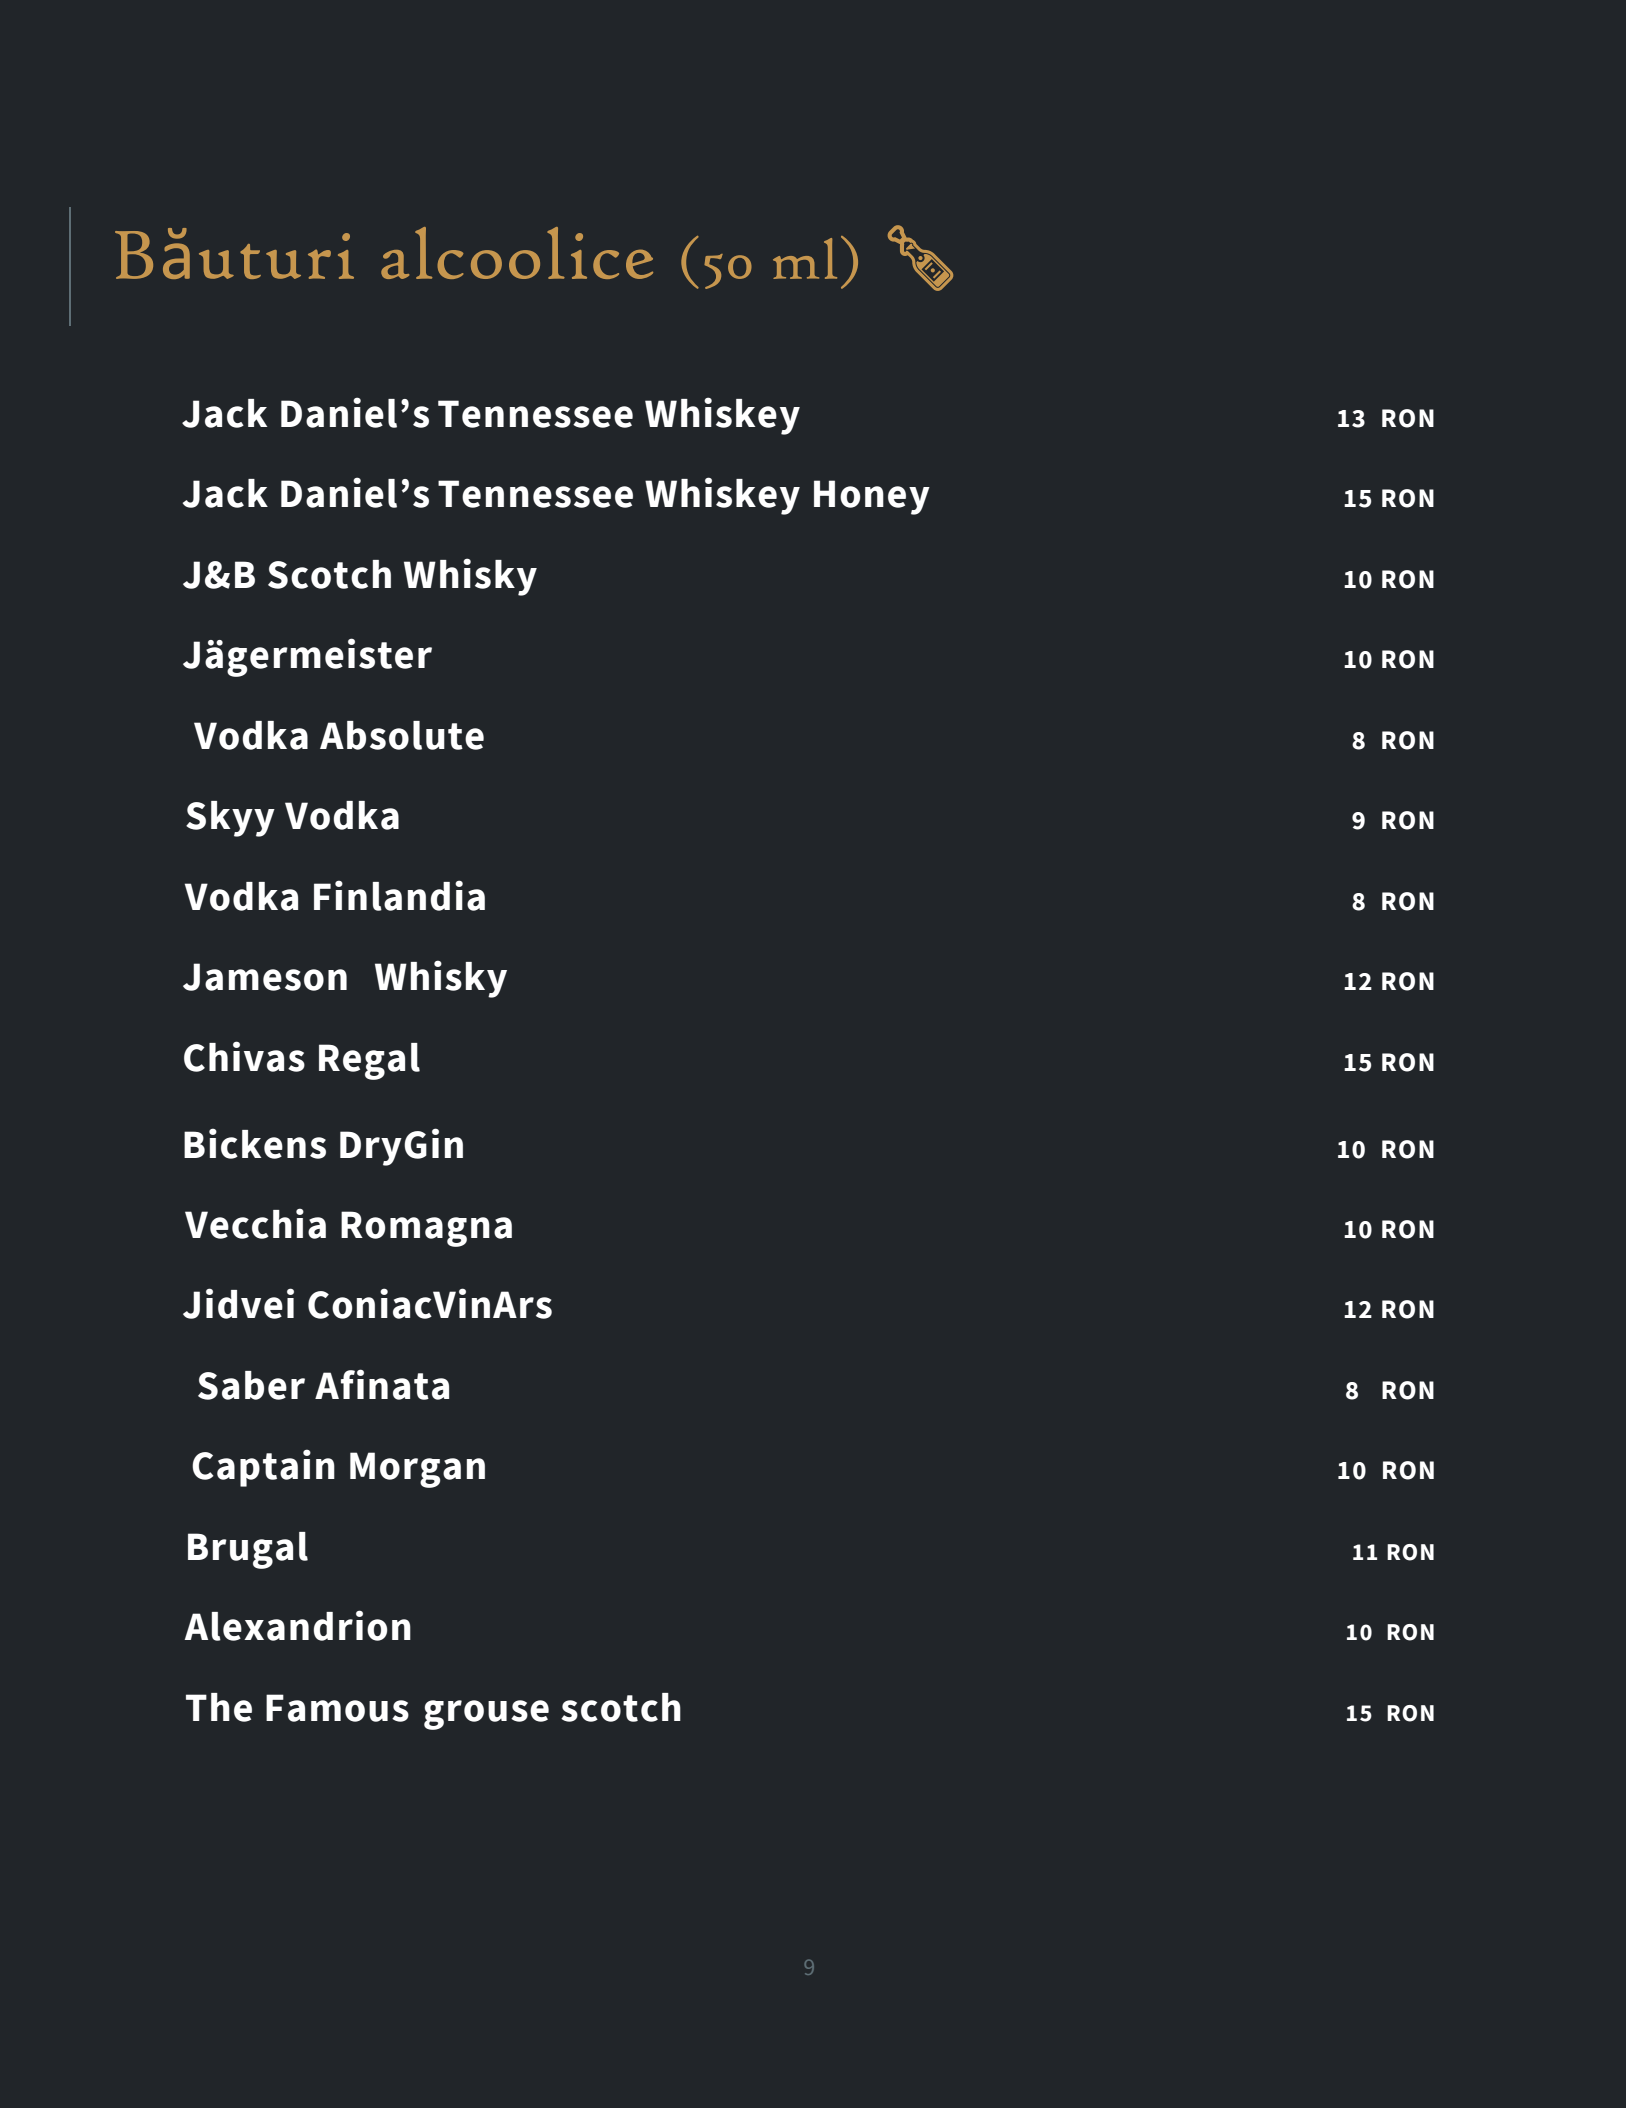 Băuturi alcoolice (50 ml)
Jack Daniel’s Tennessee Whiskey 13 RON
Jack Daniel’s Tennessee Whiskey Honey 15 RON
J&B Scotch Whisky 10 RON
Jägermeister 10 RON
Vodka Absolute 8 RON
Skyy Vodka 9 RON
Vodka Finlandia 8 RON
Jameson Whisky 12 RON
Chivas Regal 15 RON
Bickens DryGin 10 RON
Vecchia Romagna 10 RON
Jidvei ConiacVinArs 12 RON
Saber Afinata 8 RON
Captain Morgan 10 RON
Brugal 11 RON
Alexandrion 10 RON
The Famous grouse scotch 15 RON
9